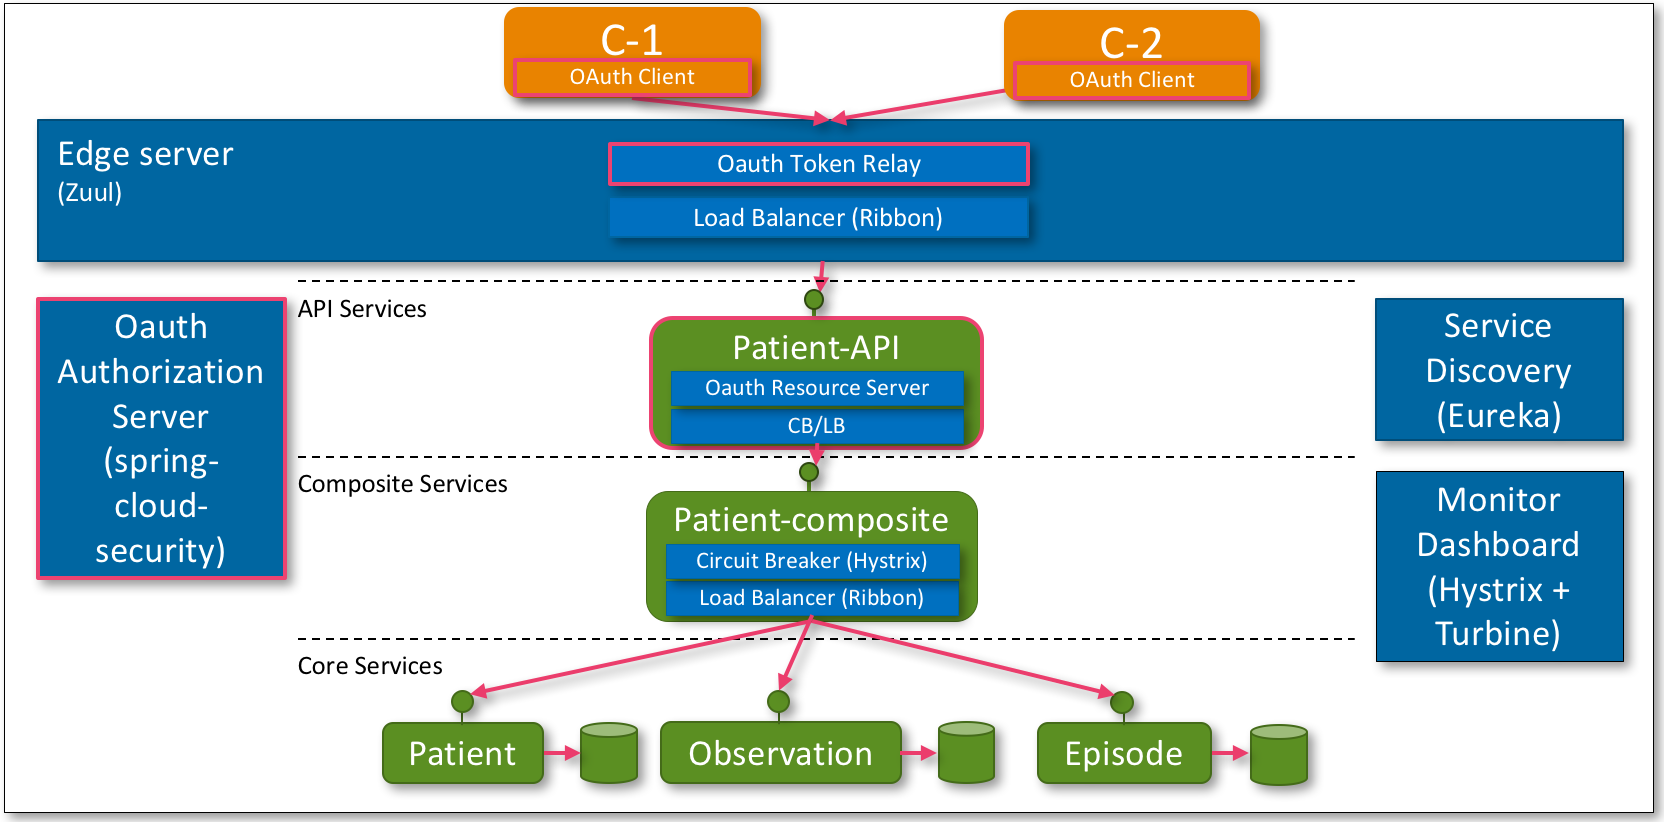 C-1
OAuth Client
C-2
OAuth Client
Edge server
(Zuul)
Oauth Token Relay
Load Balancer (Ribbon)
Oauth
Authorization
Server
(spring-
cloud-
security)
API Services
Patient-API
Oauth Resource Server
CB/LB
Service
Discovery
(Eureka)
Composite Services
Patient-composite
Circuit Breaker (Hystrix)
Load Balancer (Ribbon)
Monitor
Dashboard
(Hystrix +
Turbine)
Core Services
Patient
Observation
Episode